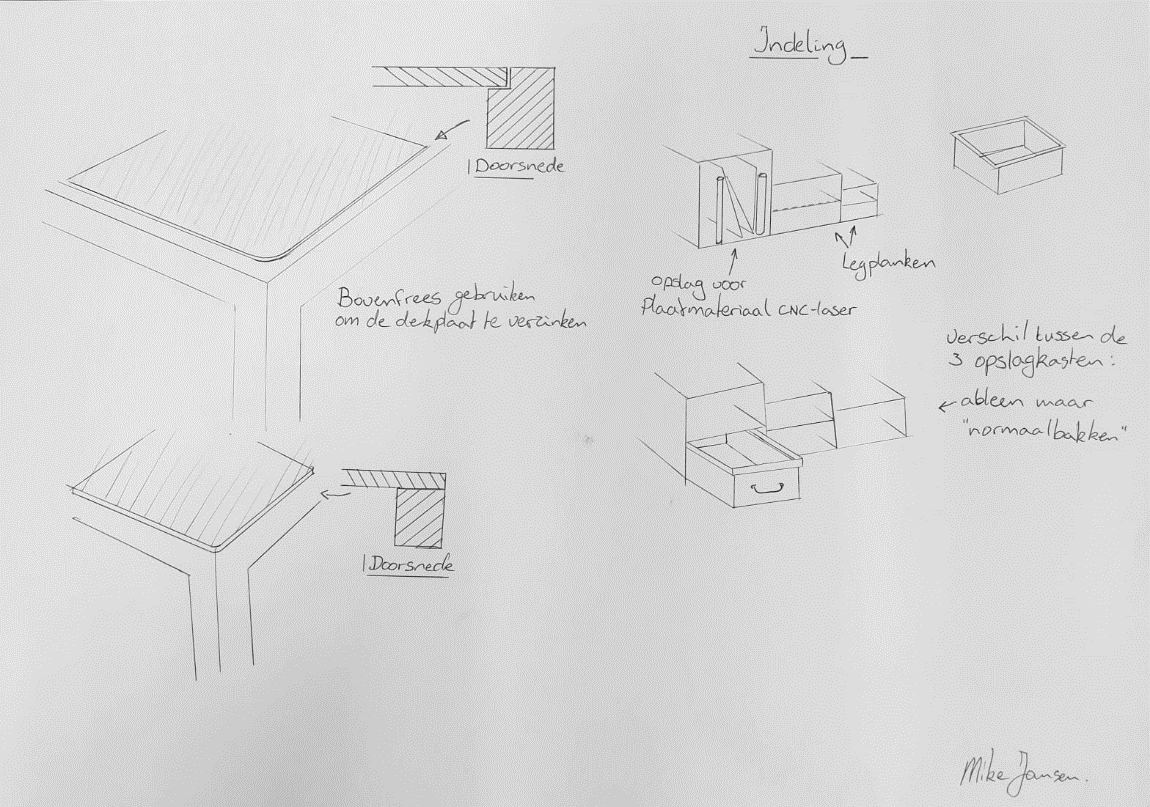 Indeling
Doorsnede
Bovenfrees gebruiken
om de dekplaat te verzinken
Doorsnede
Legplanken
opslag voor
Plaatmateriaal CNC-laser
verschil tussen de
3 opslagkasten:
← ableen maar
"normaalbakken"
Mike Jansen.